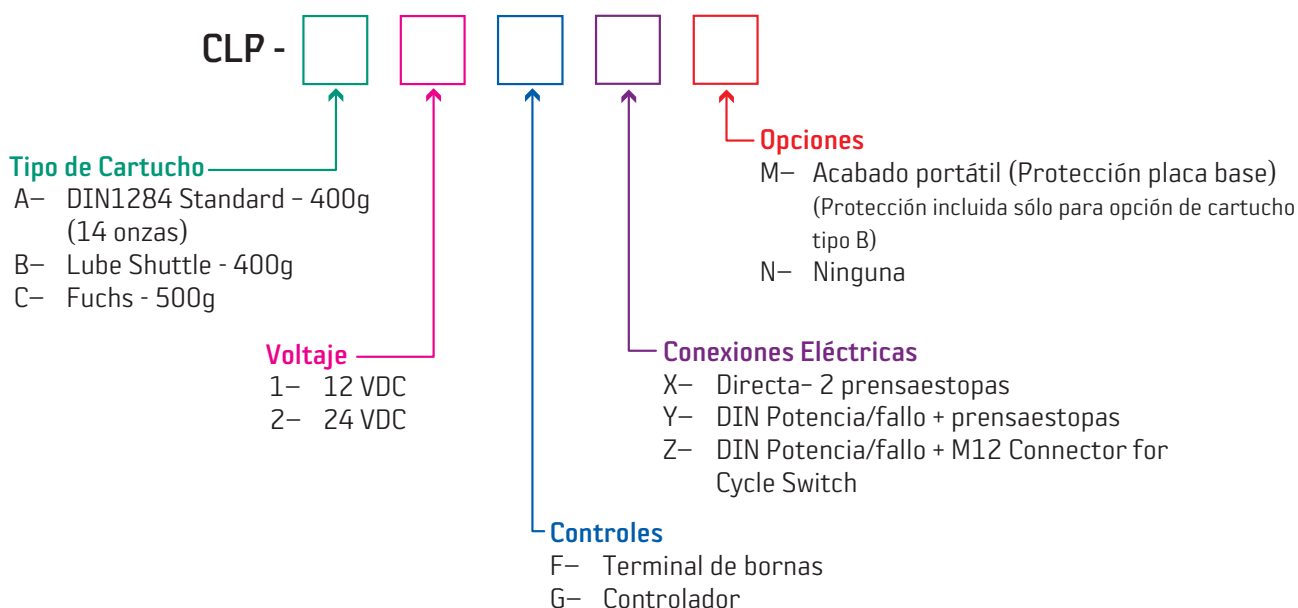 CLP -
Tipo de Cartucho
A– DIN1284 Standard – 400g
(14 onzas)
B– Lube Shuttle - 400g
C– Fuchs - 500g
Voltaje
1– 12 VDC
2– 24 VDC
Controles
F– Terminal de bornas
G– Controlador
Conexiones Eléctricas
X– Directa– 2 prensaestopas
Y– DIN Potencia/fallo + prensaestopas
Z– DIN Potencia/fallo + M12 Connector for
Cycle Switch
Opciones
M– Acabado portátil (Protección placa base)
(Protección incluida sólo para opción de cartucho
tipo B)
N– Ninguna